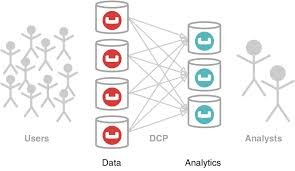 Users
DCP
Analysts
Data
Analytics